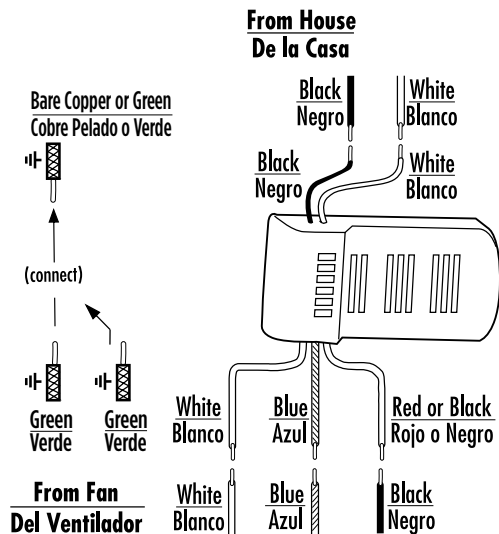 From House
De la Casa
Bare Copper or Green
Cobre Pelado o Verde
Black
Negro
White
Blanco
Black
Negro
White
Blanco
(connect)
Green
Verde
Green
Verde
White
Blanco
Blue
Azul
Red or Black
Rojo o Negro
From Fan
Del Ventilador
White
Blanco
Blue
Azul
Black
Negro